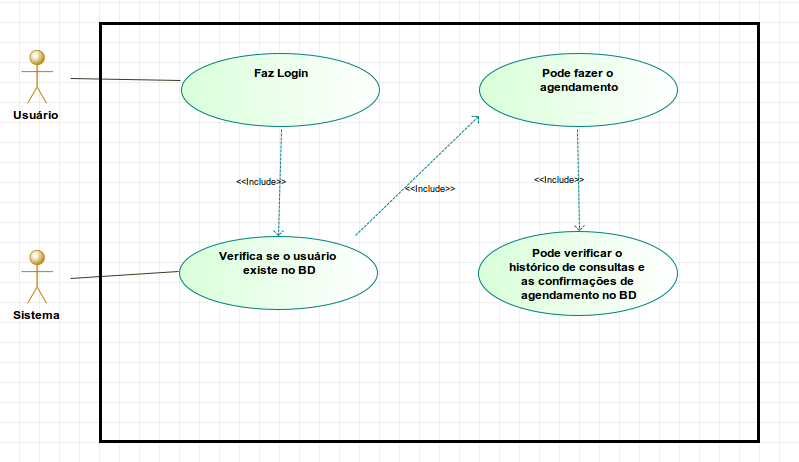 Faz Login
Pode fazer o
agendamento
Usuário
<<Include>>
<<Include>>
<<Include>>
Verifica se o usuário
existe no BD
Pode verificar o
histórico de consultas e
as confirmações de
agendamento no BD
Sistema